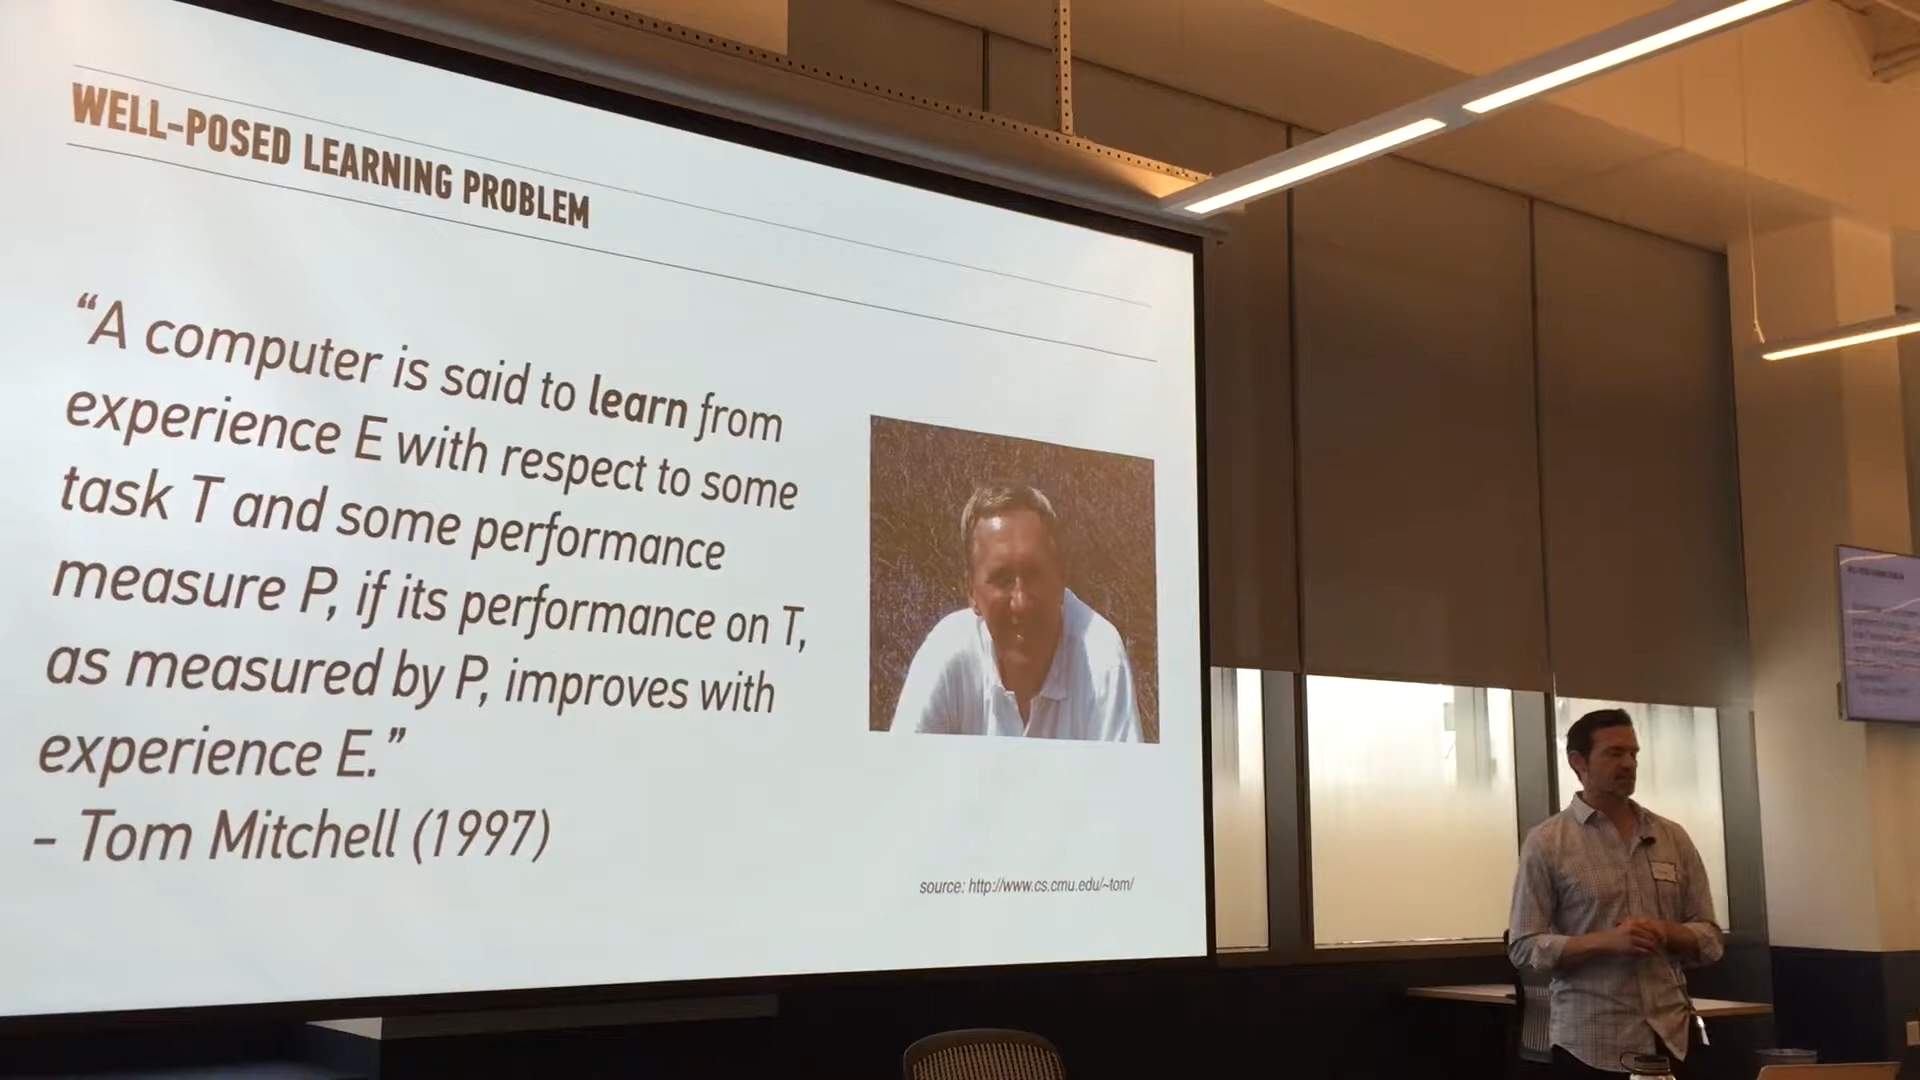 WELL-POSED LEARNING PROBLEM
“A computer is said to learn from
experience E with respect to some
task T and some performance
measure P, if its performance on T,
as measured by P, improves with
experience E.”
- Tom Mitchell (1997)
source: http://www.cs.cmu.edu/~tom/